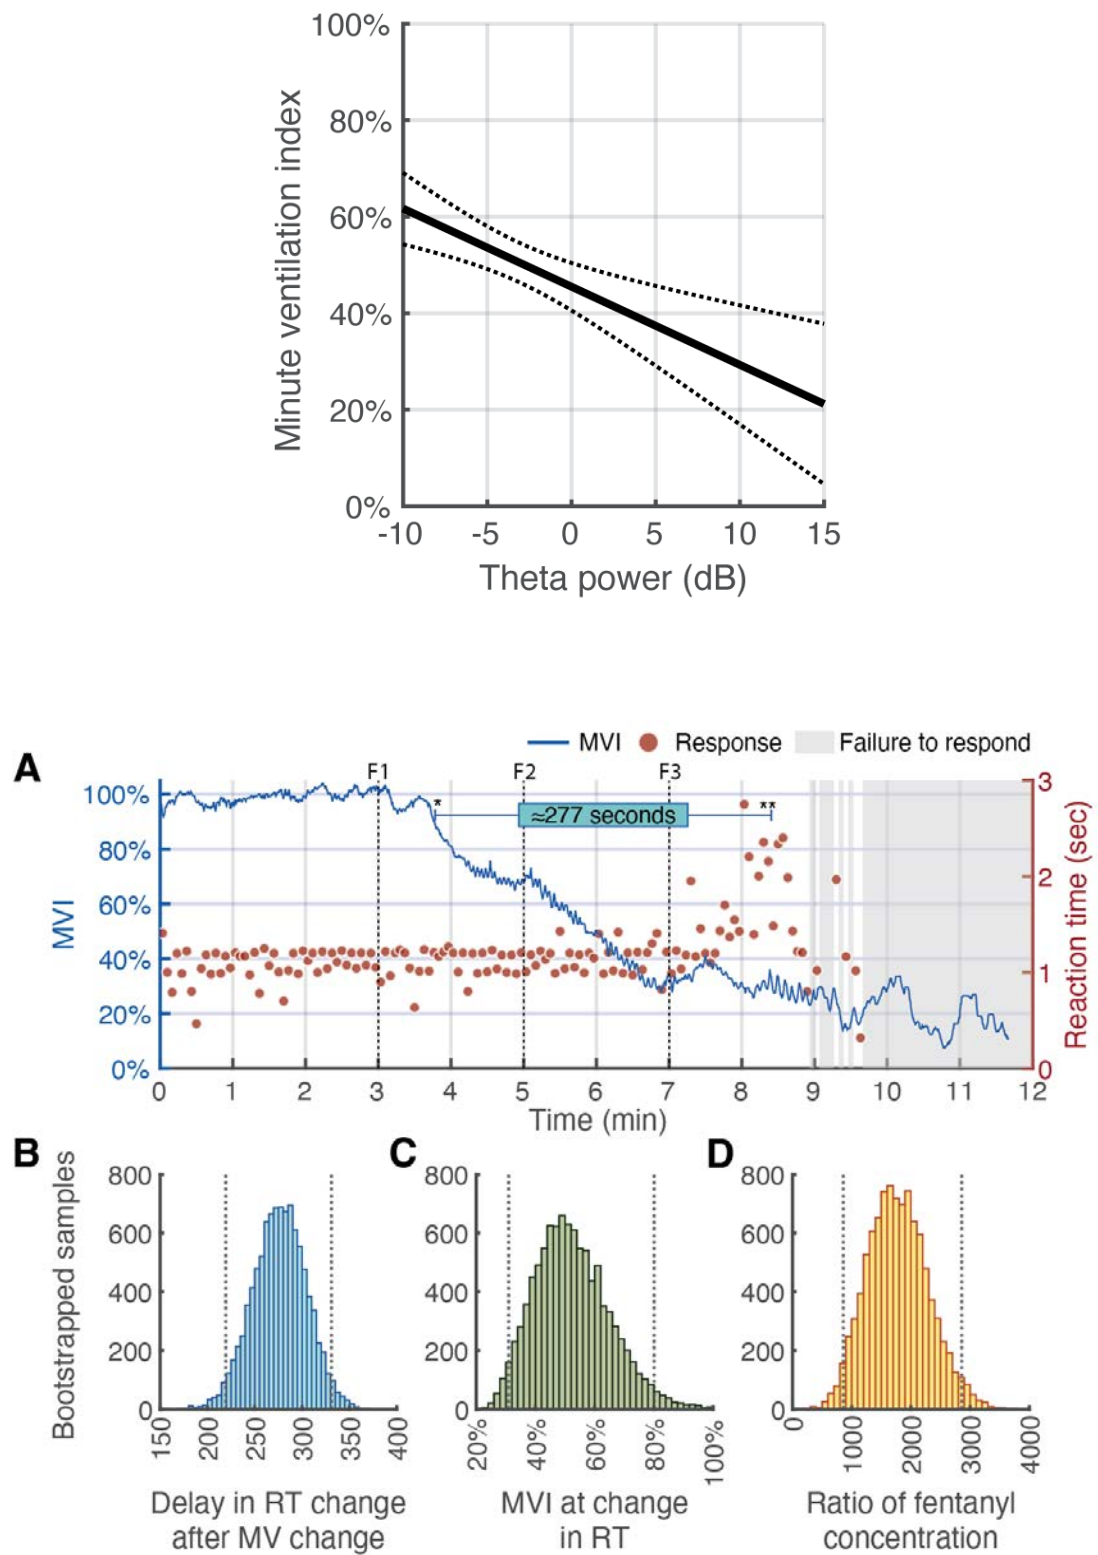 100%
80%
60%
40%
20%
0%
Minute ventilation index
-10 -5 0 5 10 15
Theta power (dB)
MVI Response Failure to respond
A
F1 F2 F3
100%
80%
60%
40%
20%
0%
MVI
* ≈277 seconds **
3
2
1
0
Reaction time (sec)
0 1 2 3 4 5 6 7 8 9 10 11 12
Time (min)
B
800
600
400
200
0
Bootstrapped samples
150 200 250 300 350 400
Delay in RT change
after MV change
C
800
600
400
200
0
20% 40% 60% 80% 100%
MVI at change
in RT
D
800
600
400
200
0
0 1000 2000 3000 4000
Ratio of fentanyl
concentration